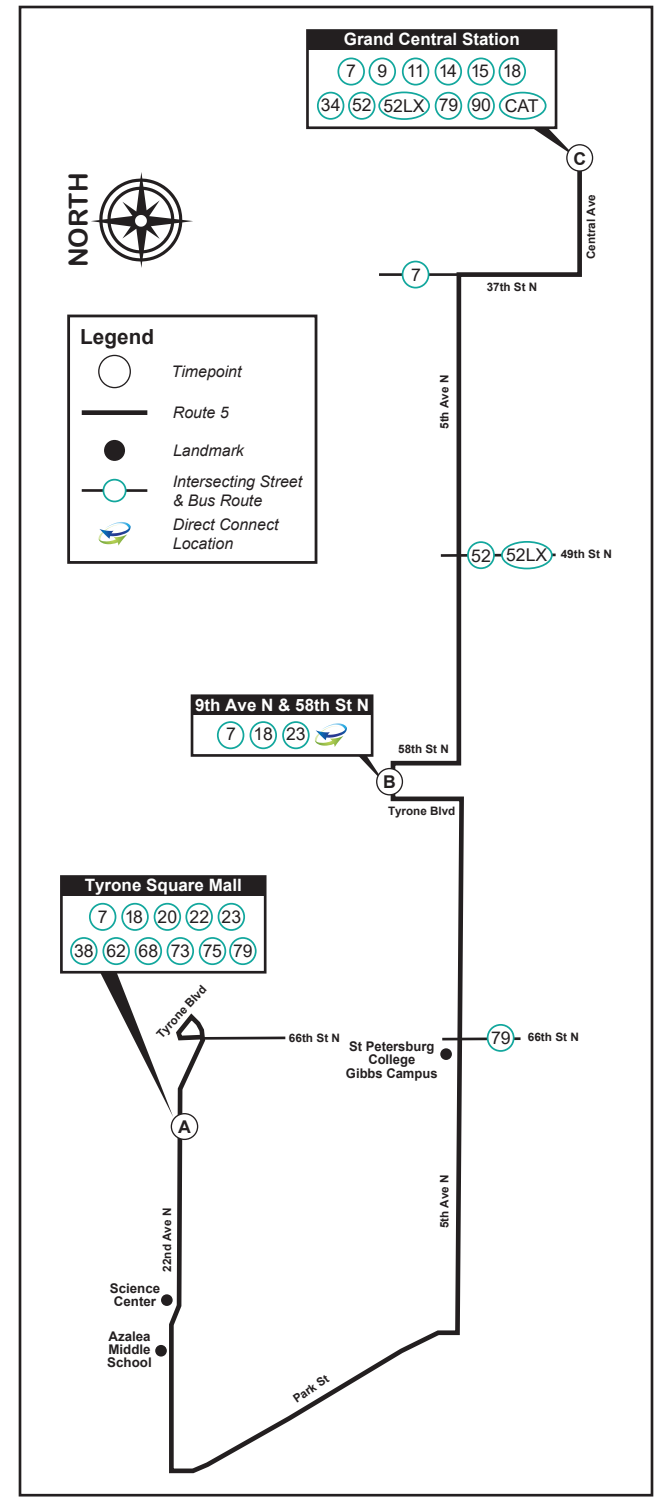 Grand Central Station
7 9 11 14 15 18
34 52 52LX 79 90 CAT
C
NORTH
Central Ave
7
37th St N
Legend
Timepoint
Route 5
Landmark
Intersecting Street
& Bus Route
Direct Connect
Location
5th Ave N
52 52LX 49th St N
9th Ave N & 58th St N
7 18 23
58th St N
B
Tyrone Blvd
Tyrone Square Mall
7 18 20 22 23
38 62 68 73 75 79
Tyrone Blvd
66th St N
St Petersburg
College
Gibbs Campus
79 66th St N
A
22nd Ave N
5th Ave N
Science
Center
Azalea
Middle
School
Park St